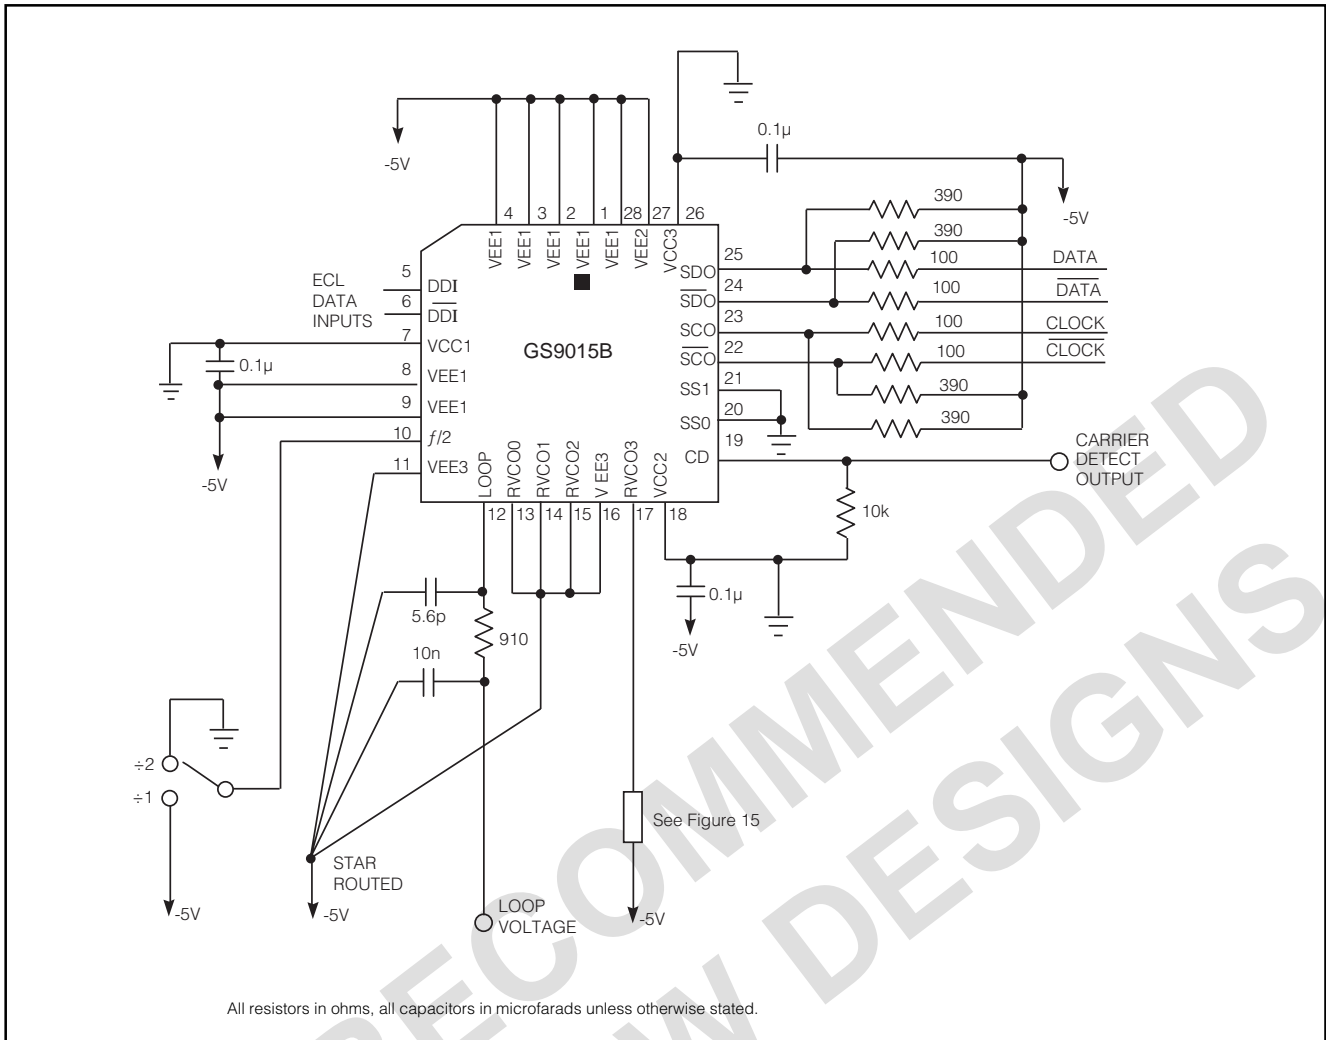 0.1µ
-5V
-5V
390
390
100
DATA
100
DATA
100
CLOCK
100
CLOCK
390
390
4
3
2
1
28
27
26
VEE1
VEE1
VEE1
VEE1
VEE1
VEE2
VCC3
ECL
DATA
INPUTS
5
DDI
6
DDI
7
VCC1
0.1µ
8
VEE1
9
VEE1
10
f/2
11
VEE3
-5V
GS9015B
25
SDO
24
SDO
23
SCO
22
SCO
21
SS1
20
SS0
19
CD
CARRIER
DETECT
OUTPUT
10k
LOOP
RVCO0
RVCO1
RVCO2
V EE3
RVCO3
VCC2
12
13
14
15
16
17
18
0.1µ
-5V
5.6p
910
10n
÷2
÷1
-5V
STAR
ROUTED
-5V
LOOP
VOLTAGE
See Figure 15
-5V
All resistors in ohms, all capacitors in microfarads unless otherwise stated.
RECOMMENDED
W DESIGNS